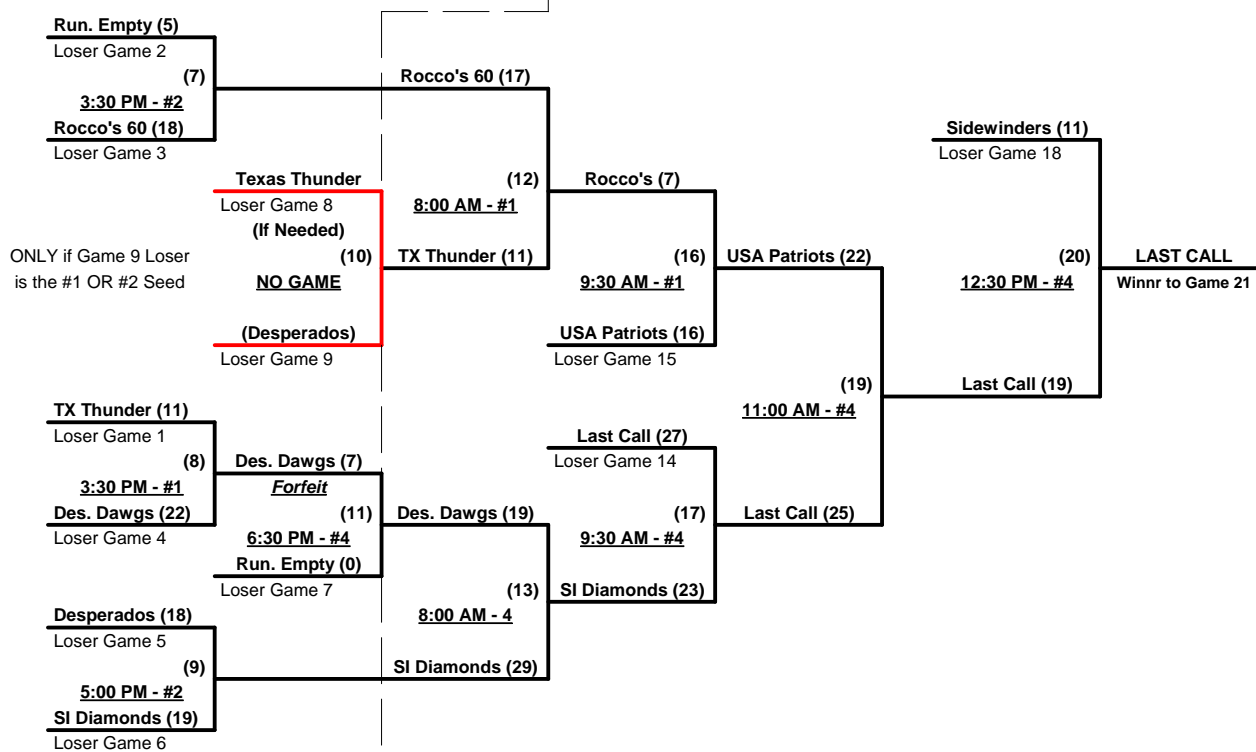 Run. Empty (5)
Loser Game 2
(7)
3:30 PM - #2
Rocco's 60 (18)
Loser Game 3
Rocco's 60 (17)
Texas Thunder
Loser Game 8
(If Needed)
(10)
NO GAME
(Desperados)
Loser Game 9
ONLY if Game 9 Loser
is the #1 OR #2 Seed
(12)
8:00 AM - #1
TX Thunder (11)
Rocco's (7)
(16)
9:30 AM - #1
USA Patriots (16)
Loser Game 15
USA Patriots (22)
Sidewinders (11)
Loser Game 18
(20)
12:30 PM - #4
LAST CALL
Winnr to Game 21
(19)
11:00 AM - #4
Last Call (19)
TX Thunder (11)
Loser Game 1
(8)
3:30 PM - #1
Des. Dawgs (22)
Loser Game 4
Des. Dawgs (7)
Forfeit
(11)
6:30 PM - #4
Run. Empty (0)
Loser Game 7
Des. Dawgs (19)
Last Call (27)
Loser Game 14
(17)
9:30 AM - #4
Last Call (25)
SI Diamonds (23)
(13)
8:00 AM - 4
SI Diamonds (29)
Desperados (18)
Loser Game 5
(9)
5:00 PM - #2
SI Diamonds (19)
Loser Game 6